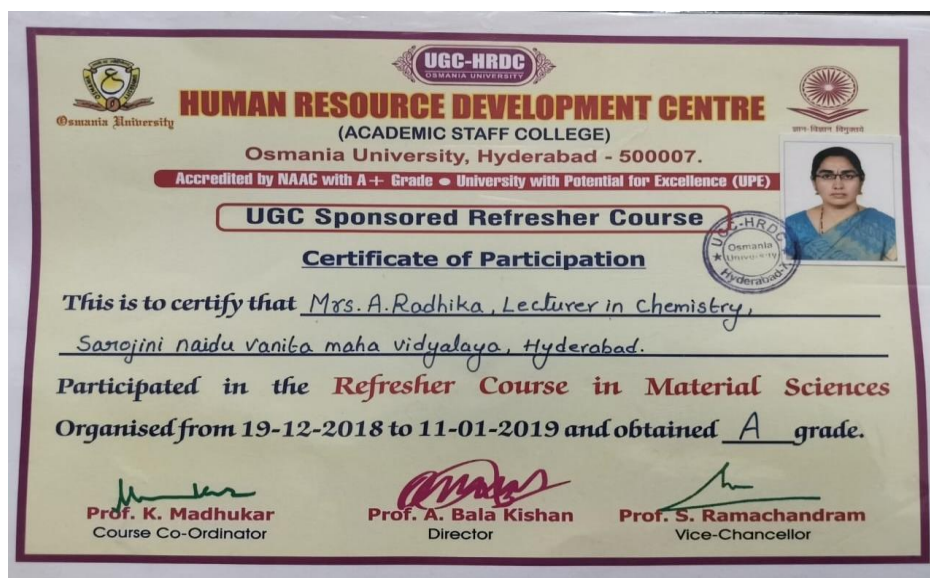 UGC-HRDC
OSMANIA UNIVERSITY
Osmania University
HUMAN RESOURCE DEVELOPMENT CENTRE
(ACADEMIC STAFF COLLEGE)
ज्ञान-विज्ञान विमुक्तये
Osmania University, Hyderabad - 500007.
Accredited by NAAC with A+ Grade ● University with Potential for Excellence (UPE)
UGC Sponsored Refresher Course
UGC-HRDC
Osmania
University
Hyderabad-7
Certificate of Participation
This is to certify that Mrs. A. Radhika, Lecturer in Chemistry,
Sarojini naidu vanita maha vidyalaya, Hyderabad.
Participated in the Refresher Course in Material Sciences
Organised from 19-12-2018 to 11-01-2019 and obtained A grade.
Prof. K. Madhukar Prof. A. Bala Kishan Prof. S. Ramachandram
Course Co-Ordinator Director Vice-Chancellor